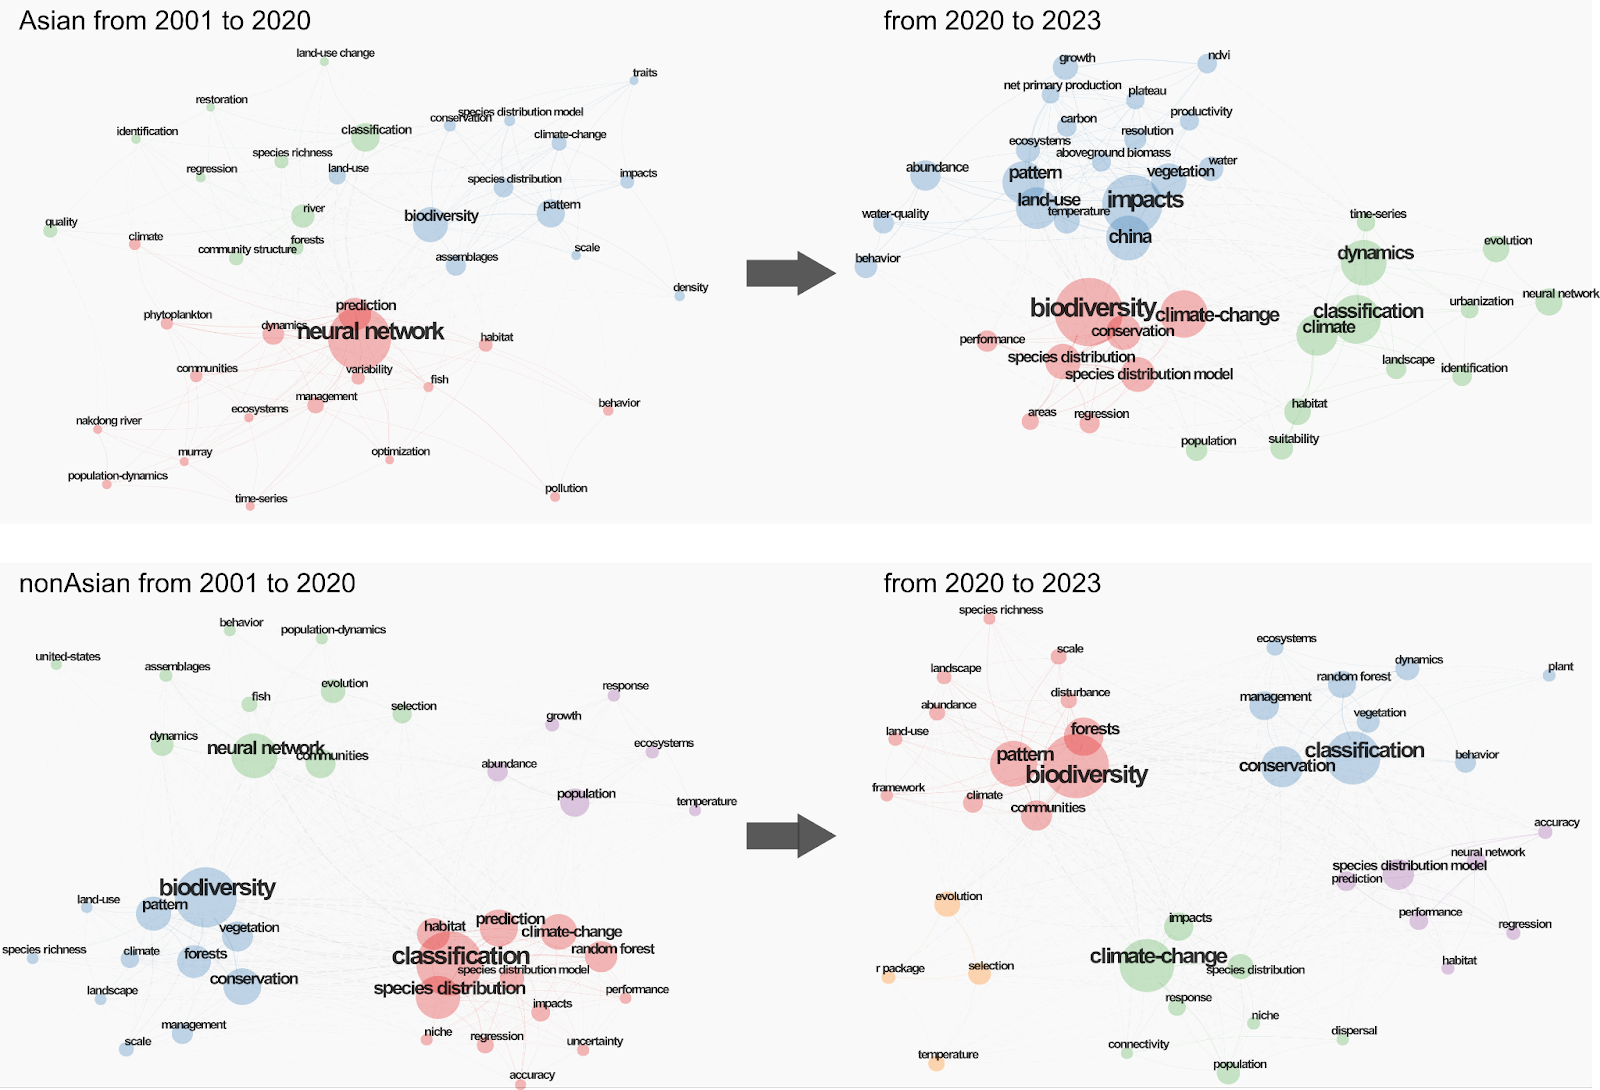 Asian from 2001 to 2020
land-use change
traits
restoration
species distribution model
conservation
identification
classification
climate-change
species richness
regression
land-use
species distribution
impacts
river
biodiversity
pattern
quality
climate
forests
community structure
scale
assemblages
density
prediction
phytoplankton
dynamics
neural network
habitat
communities
variability
fish
management
ecosystems
behavior
nakdong river
murray
optimization
population-dynamics
pollution
time-series
from 2020 to 2023
growth
ndvi
net primary production
plateau
productivity
carbon
resolution
ecosystems
aboveground biomass
water
abundance
pattern
vegetation
land-use
impacts
temperature
water-quality
china
behavior
time-series
dynamics
evolution
biodiversity
climate-change
conservation
classification
climate
urbanization
neural network
performance
species distribution
species distribution model
landscape
identification
areas
regression
habitat
population
suitability
nonAsian from 2001 to 2020
behavior
population-dynamics
united-states
assemblages
fish
evolution
selection
response
growth
dynamics
neural network
communities
ecosystems
abundance
population
temperature
biodiversity
land-use
pattern
vegetation
species richness
climate
forests
conservation
landscape
management
scale
habitat
prediction
climate-change
classification
random forest
species distribution model
species distribution
performance
impacts
niche
regression
uncertainty
accuracy
from 2020 to 2023
species richness
scale
landscape
disturbance
abundance
land-use
forests
pattern
biodiversity
framework
climate
communities
ecosystems
dynamics
plant
random forest
management
vegetation
classification
conservation
behavior
accuracy
neural network
species distribution model
prediction
performance
regression
habitat
evolution
r package
selection
temperature
impacts
climate-change
species distribution
response
niche
dispersal
connectivity
population